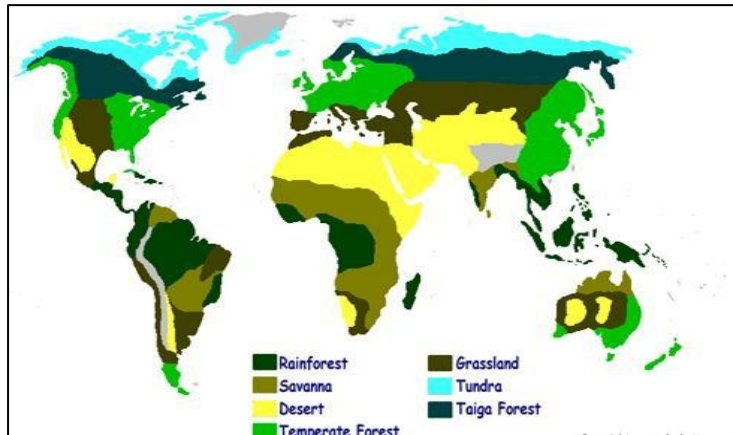 Rainforest
Savanna
Desert
Temperate Forest
Grassland
Tundra
Taiga Forest